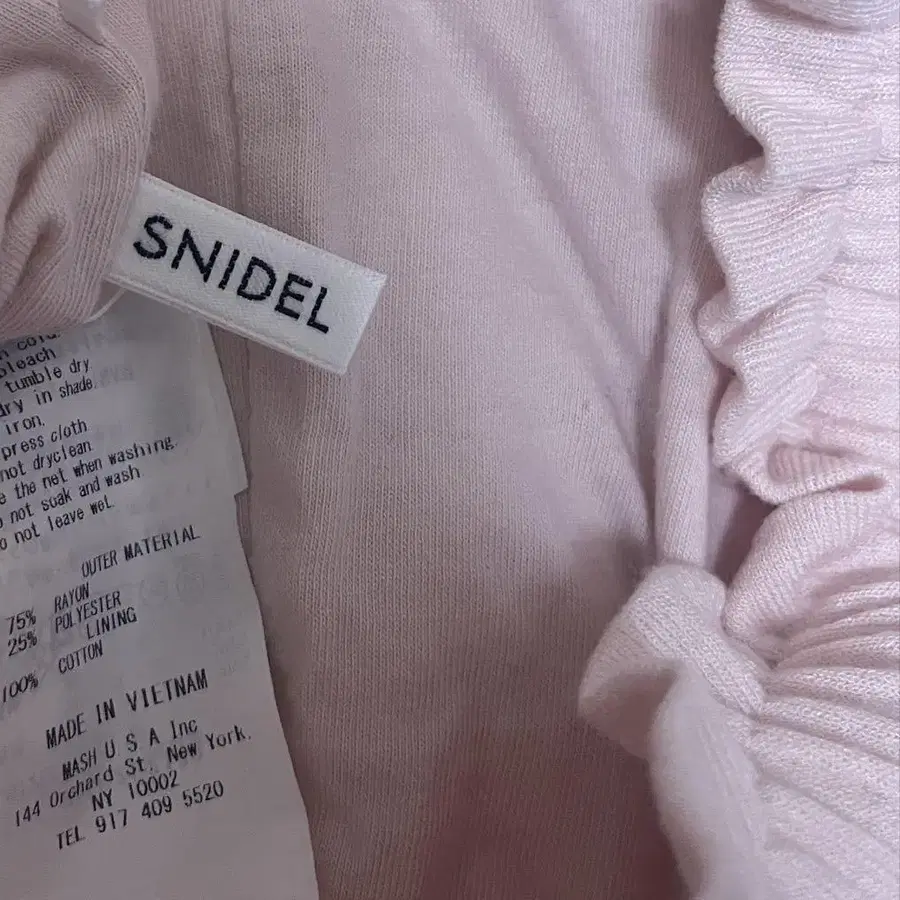 SNIDEL
cold.
bleach
tumble dry
dry in shade.
iron.
press cloth
not dryclean
the net when washing.
not soak and wash
not leave wet.
OUTER MATERIAL
75% RAYON
25% POLYESTER
LINING
100% COTTON
MADE IN VIETNAM
MASH U S A Inc
144 Orchard St, New York,
NY 10002
TEL 917 409 5520